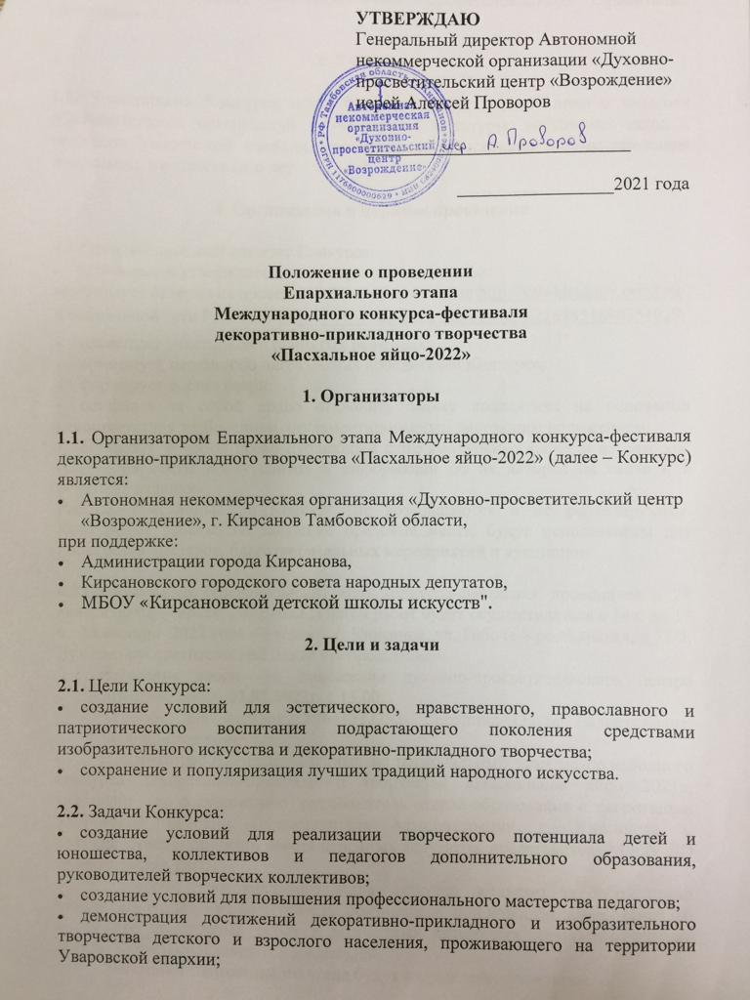 УТВЕРЖДАЮ
Генеральный директор Автономной
некоммерческой организации «Духовно-
просветительский центр «Возрождение»
иерей Алексей Проворов
РФ Тамбовская область
Автономная
некоммерческая
организация
«Духовно-
просветительский
центр
«Возрождение»
ОГРН 1176800000629
иер. А. Проворов
2021 года
Положение о проведении
Епархиального этапа
Международного конкурса-фестиваля
декоративно-прикладного творчества
«Пасхальное яйцо-2022»
1. Организаторы
1.1. Организатором Епархиального этапа Международного конкурса-фестиваля
декоративно-прикладного творчества «Пасхальное яйцо-2022» (далее – Конкурс)
является:
• Автономная некоммерческая организация «Духовно-просветительский центр
«Возрождение», г. Кирсанов Тамбовской области,
при поддержке:
• Администрации города Кирсанова,
• Кирсановского городского совета народных депутатов,
• МБОУ «Кирсановской детской школы искусств".
2. Цели и задачи
2.1. Цели Конкурса:
• создание условий для эстетического, нравственного, православного и
патриотического воспитания подрастающего поколения средствами
изобразительного искусства и декоративно-прикладного творчества;
• сохранение и популяризация лучших традиций народного искусства.
2.2. Задачи Конкурса:
• создание условий для реализации творческого потенциала детей и
юношества, коллективов и педагогов дополнительного образования,
руководителей творческих коллективов;
• создание условий для повышения профессионального мастерства педагогов;
• демонстрация достижений декоративно-прикладного и изобразительного
творчества детского и взрослого населения, проживающего на территории
Уваровской епархии;